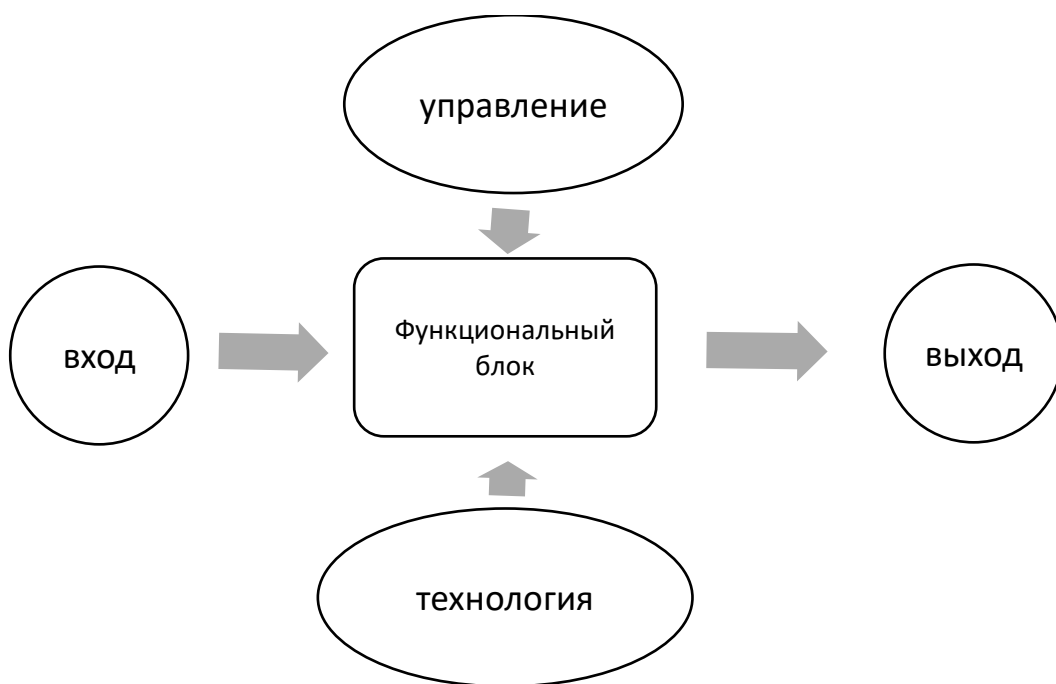 управление
вход
Функциональный
блок
выход
технология